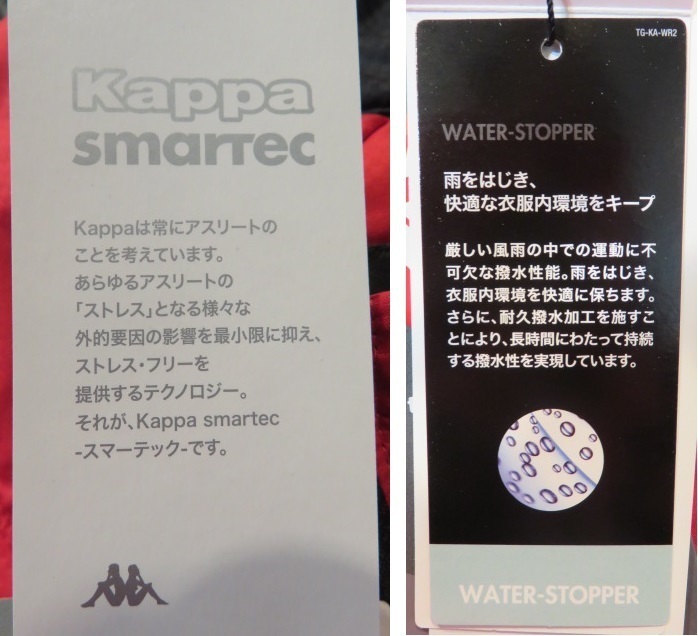 Kappa
smartec
Kappaは常にアスリートの
ことを考えています。
あらゆるアスリートの
「ストレス」となる様々な
外的要因の影響を最小限に抑え、
ストレス・フリーを
提供するテクノロジー。
それが、Kappa smartec
-スマーテック-です。
TG-KA-WR2
WATER-STOPPER
雨をはじき、
快適な衣服内環境をキープ
厳しい風雨の中での運動に不
可欠な撥水性能。雨をはじき、
衣服内環境を快適に保ちます。
さらに、耐久撥水加工を施すこ
とにより、長時間にわたって持続
する撥水性を実現しています。
WATER-STOPPER